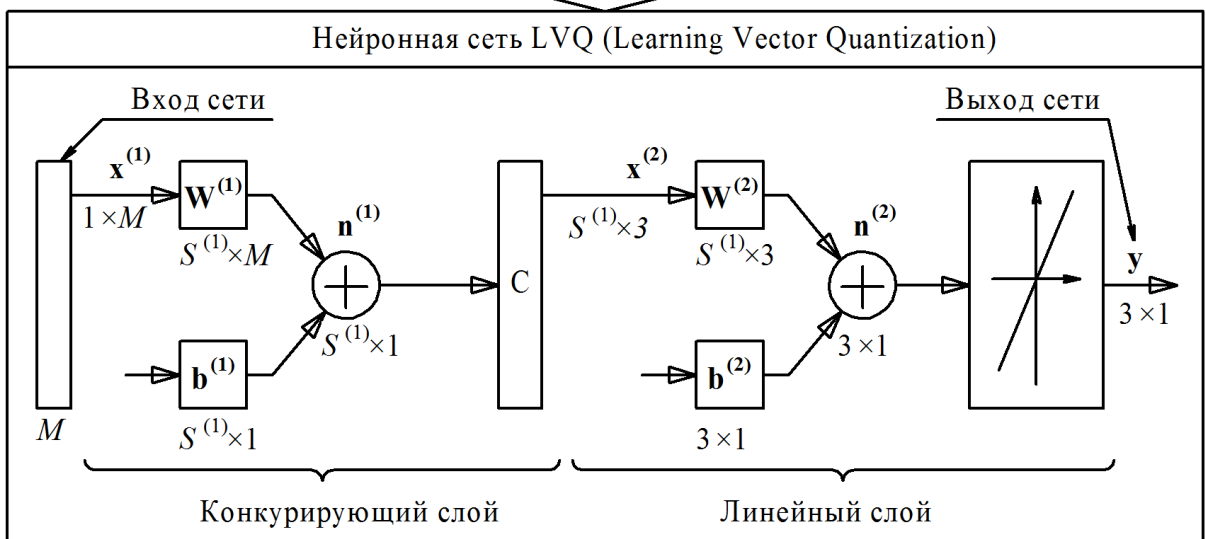 Нейронная сеть LVQ (Learning Vector Quantization)
Вход сети
Выход сети
x⁽¹⁾
1×M
W⁽¹⁾
S⁽¹⁾×M
n⁽¹⁾
S⁽¹⁾×1
b⁽¹⁾
S⁽¹⁾×1
M
C
x⁽²⁾
S⁽¹⁾×3
W⁽²⁾
S⁽¹⁾×3
n⁽²⁾
3×1
b⁽²⁾
3×1
y
3×1
Конкурирующий слой
Линейный слой